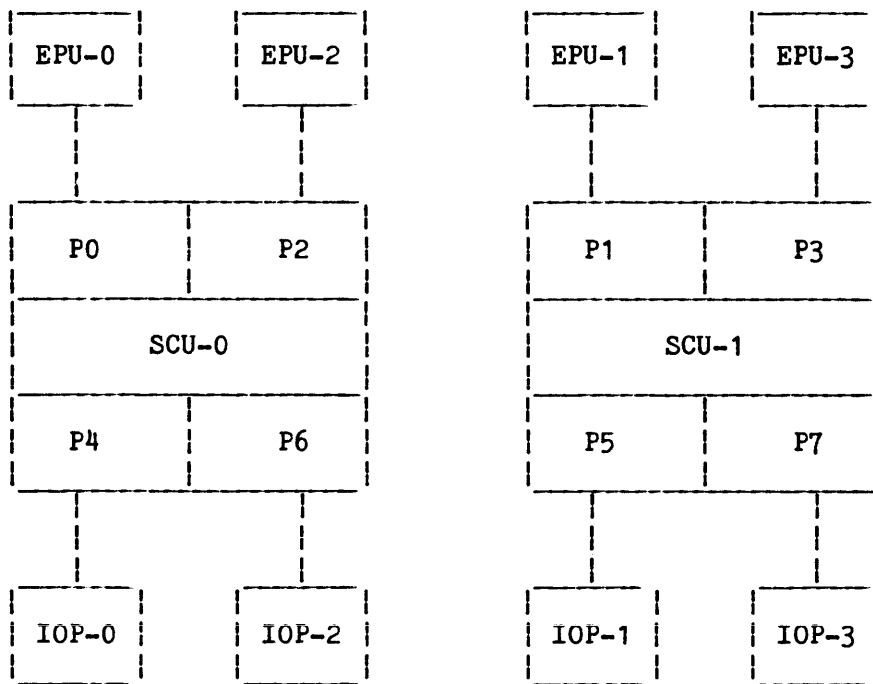 EPU-0 EPU-2 EPU-1 EPU-3
P0 P2 P1 P3
SCU-0 SCU-1
P4 P6 P5 P7
IOP-0 IOP-2 IOP-1 IOP-3